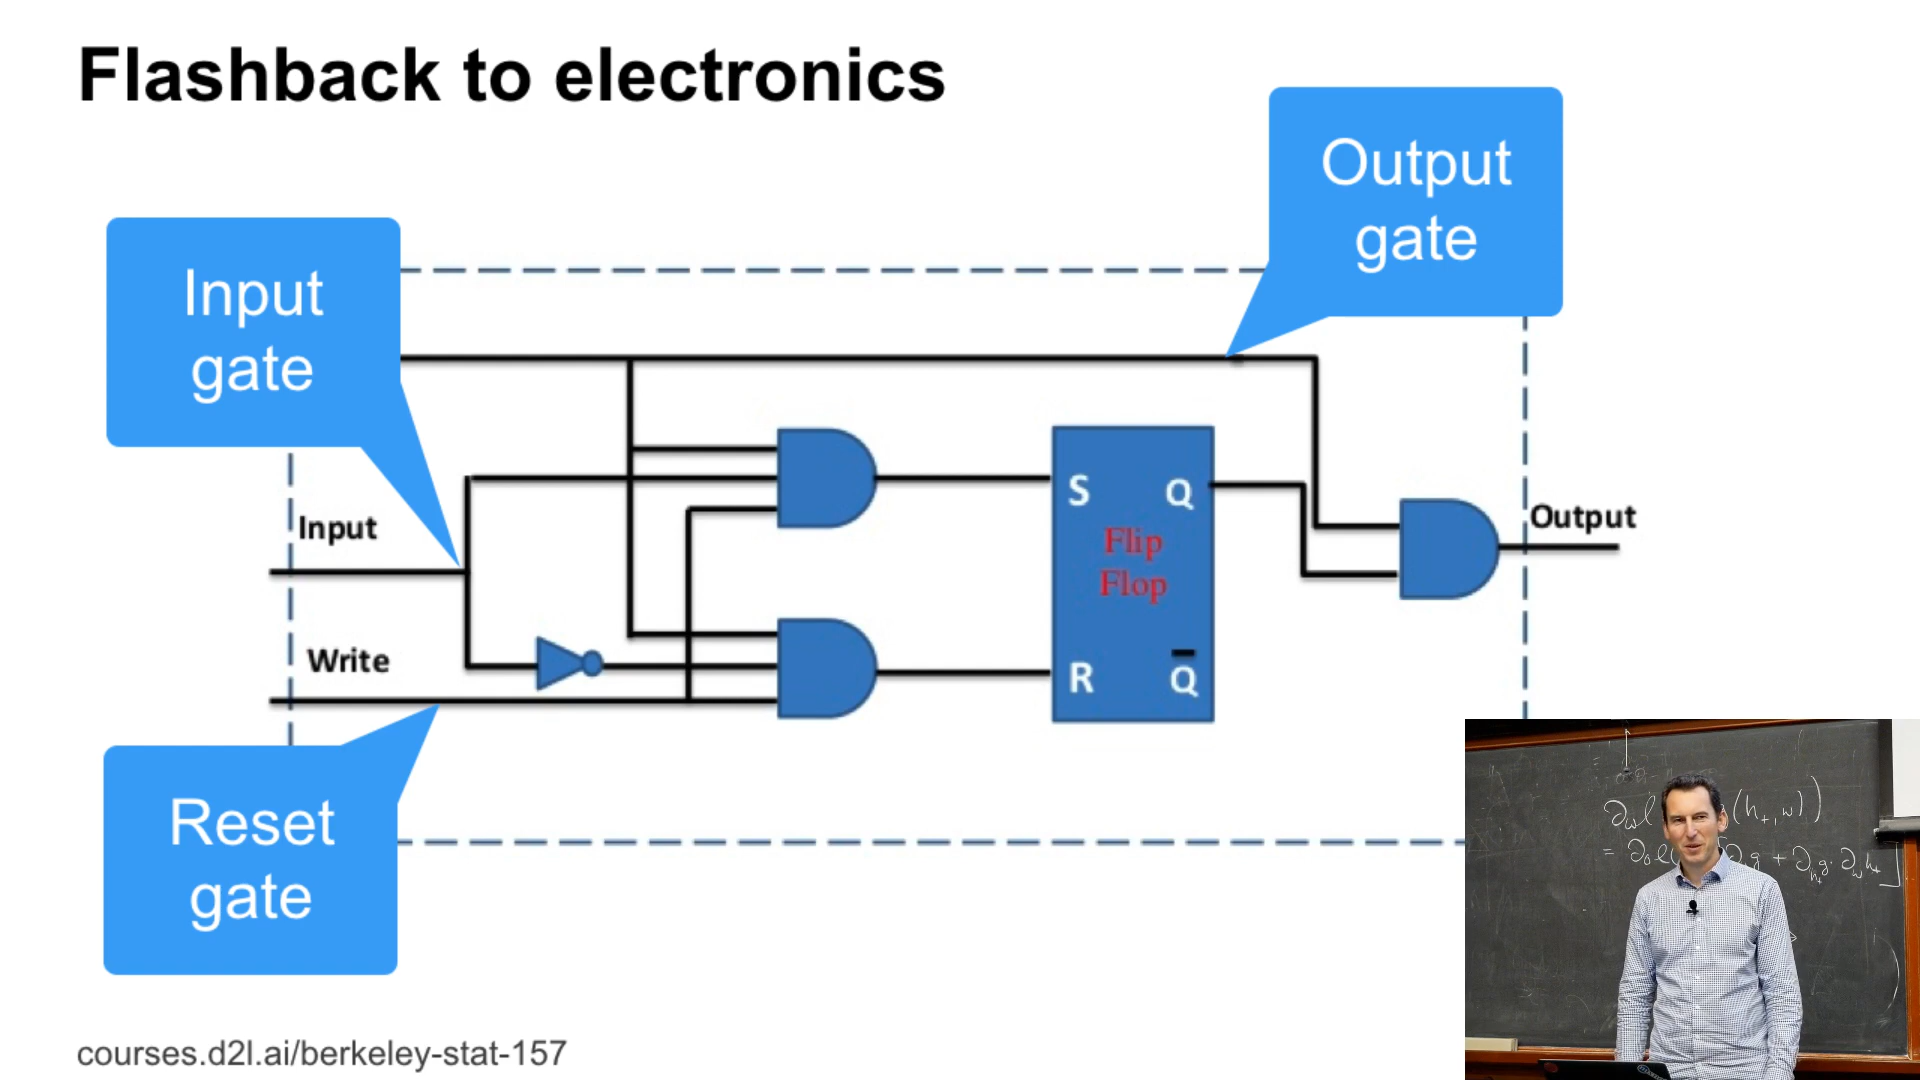 Flashback to electronics
Output
gate
Input
gate
Input
Output
Write
S
Q
Flip
Flop
R
Q̅
Reset
gate
courses.d2l.ai/berkeley-stat-157